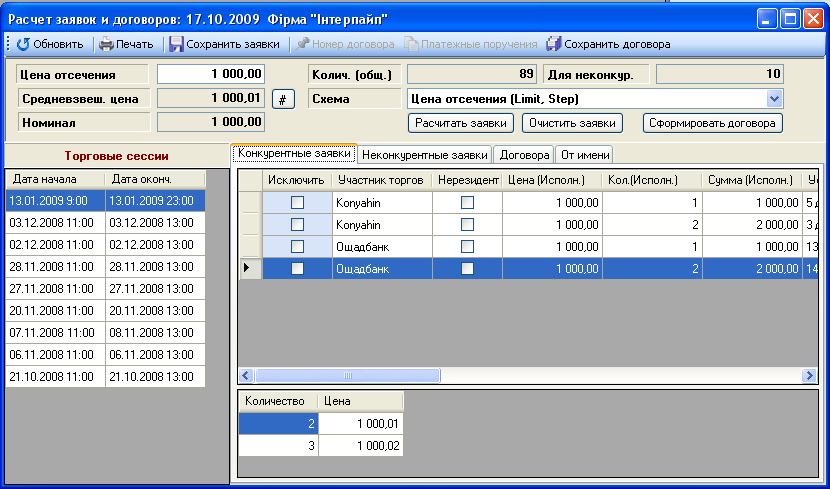 Расчет заявок и договоров: 17.10.2009 Фірма "Інтерпайп"
Обновить Печать Сохранить заявки Номер договора Платежные поручения Сохранить договора
Цена отсечения 1 000,00 Колич. (общ.) 89 Для неконкур. 10
Средневзвеш. цена 1 000,01 # Схема Цена отсечения (Limit, Step)
Номинал 1 000,00 Расчитать заявки Очистить заявки Сформировать договора
Торговые сессии
Дата начала Дата оконч.
13.01.2009 9:00 13.01.2009 23:00
03.12.2008 11:00 03.12.2008 13:00
02.12.2008 11:00 02.12.2008 13:00
28.11.2008 11:00 28.11.2008 13:00
27.11.2008 11:00 27.11.2008 13:00
20.11.2008 11:00 20.11.2008 13:00
07.11.2008 11:00 08.11.2008 13:00
06.11.2008 11:00 06.11.2008 13:00
21.10.2008 11:00 21.10.2008 13:00
Конкурентные заявки Неконкурентные заявки Договора От имени
Исключить Участник торгов Нерезидент Цена (Исполн.) Кол.(Исполн.) Сумма (Исполн.)
Konyahin 1 000,00 1 1 000,00 5
Konyahin 1 000,00 2 2 000,00 3
Ощадбанк 1 000,00 1 1 000,00 13
Ощадбанк 1 000,00 2 2 000,00 14
Количество Цена
2 1 000,01
3 1 000,02